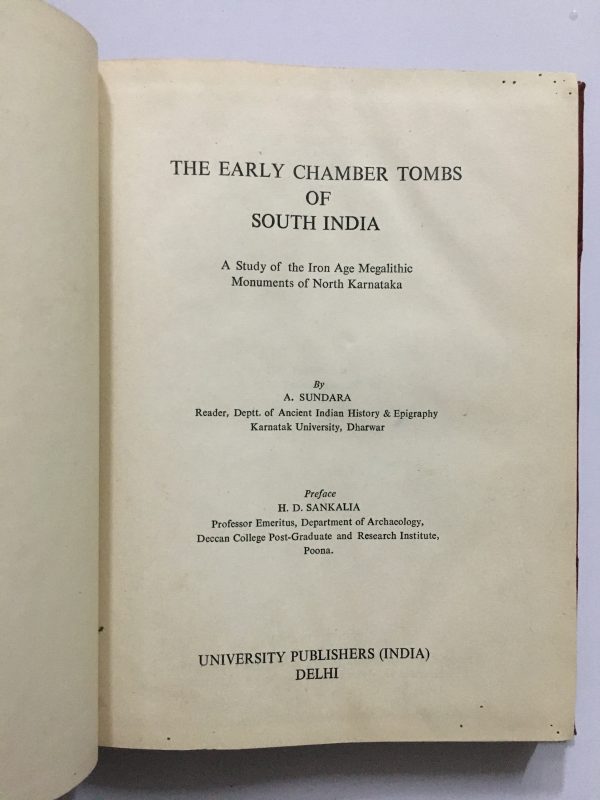 THE EARLY CHAMBER TOMBS
OF
SOUTH INDIA
A Study of the Iron Age Megalithic
Monuments of North Karnataka
By
A. SUNDARA
Reader, Deptt. of Ancient Indian History & Epigraphy
Karnatak University, Dharwar
Preface
H. D. SANKALIA
Professor Emeritus, Department of Archaeology,
Deccan College Post-Graduate and Research Institute,
Poona.
UNIVERSITY PUBLISHERS (INDIA)
DELHI